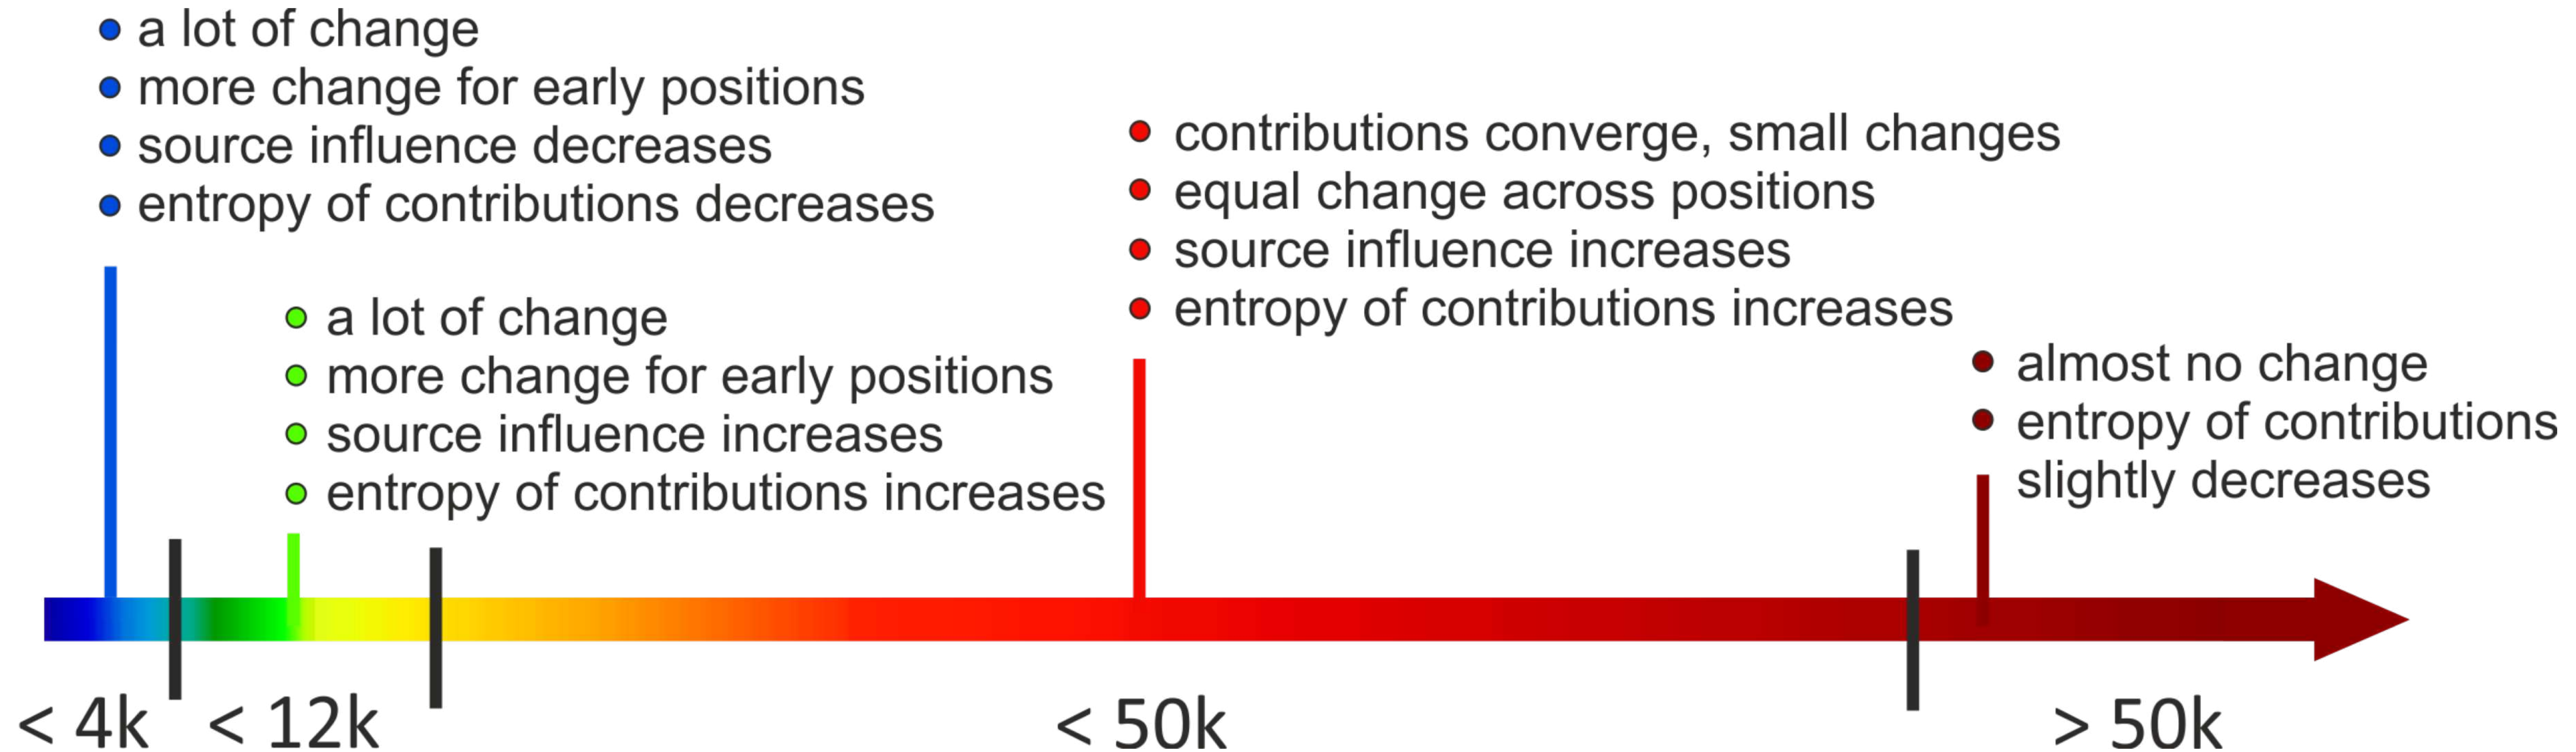 a lot of change
more change for early positions
source influence decreases
entropy of contributions decreases
a lot of change
more change for early positions
source influence increases
entropy of contributions increases
contributions converge, small changes
equal change across positions
source influence increases
entropy of contributions increases
almost no change
entropy of contributions
slightly decreases
< 4k
< 12k
< 50k
> 50k